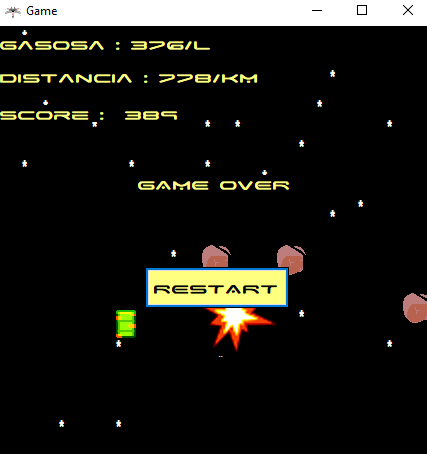 Game
GASOSA : 376/L
DISTANCIA : 778/KM
SCORE : 389
GAME OVER
RESTART